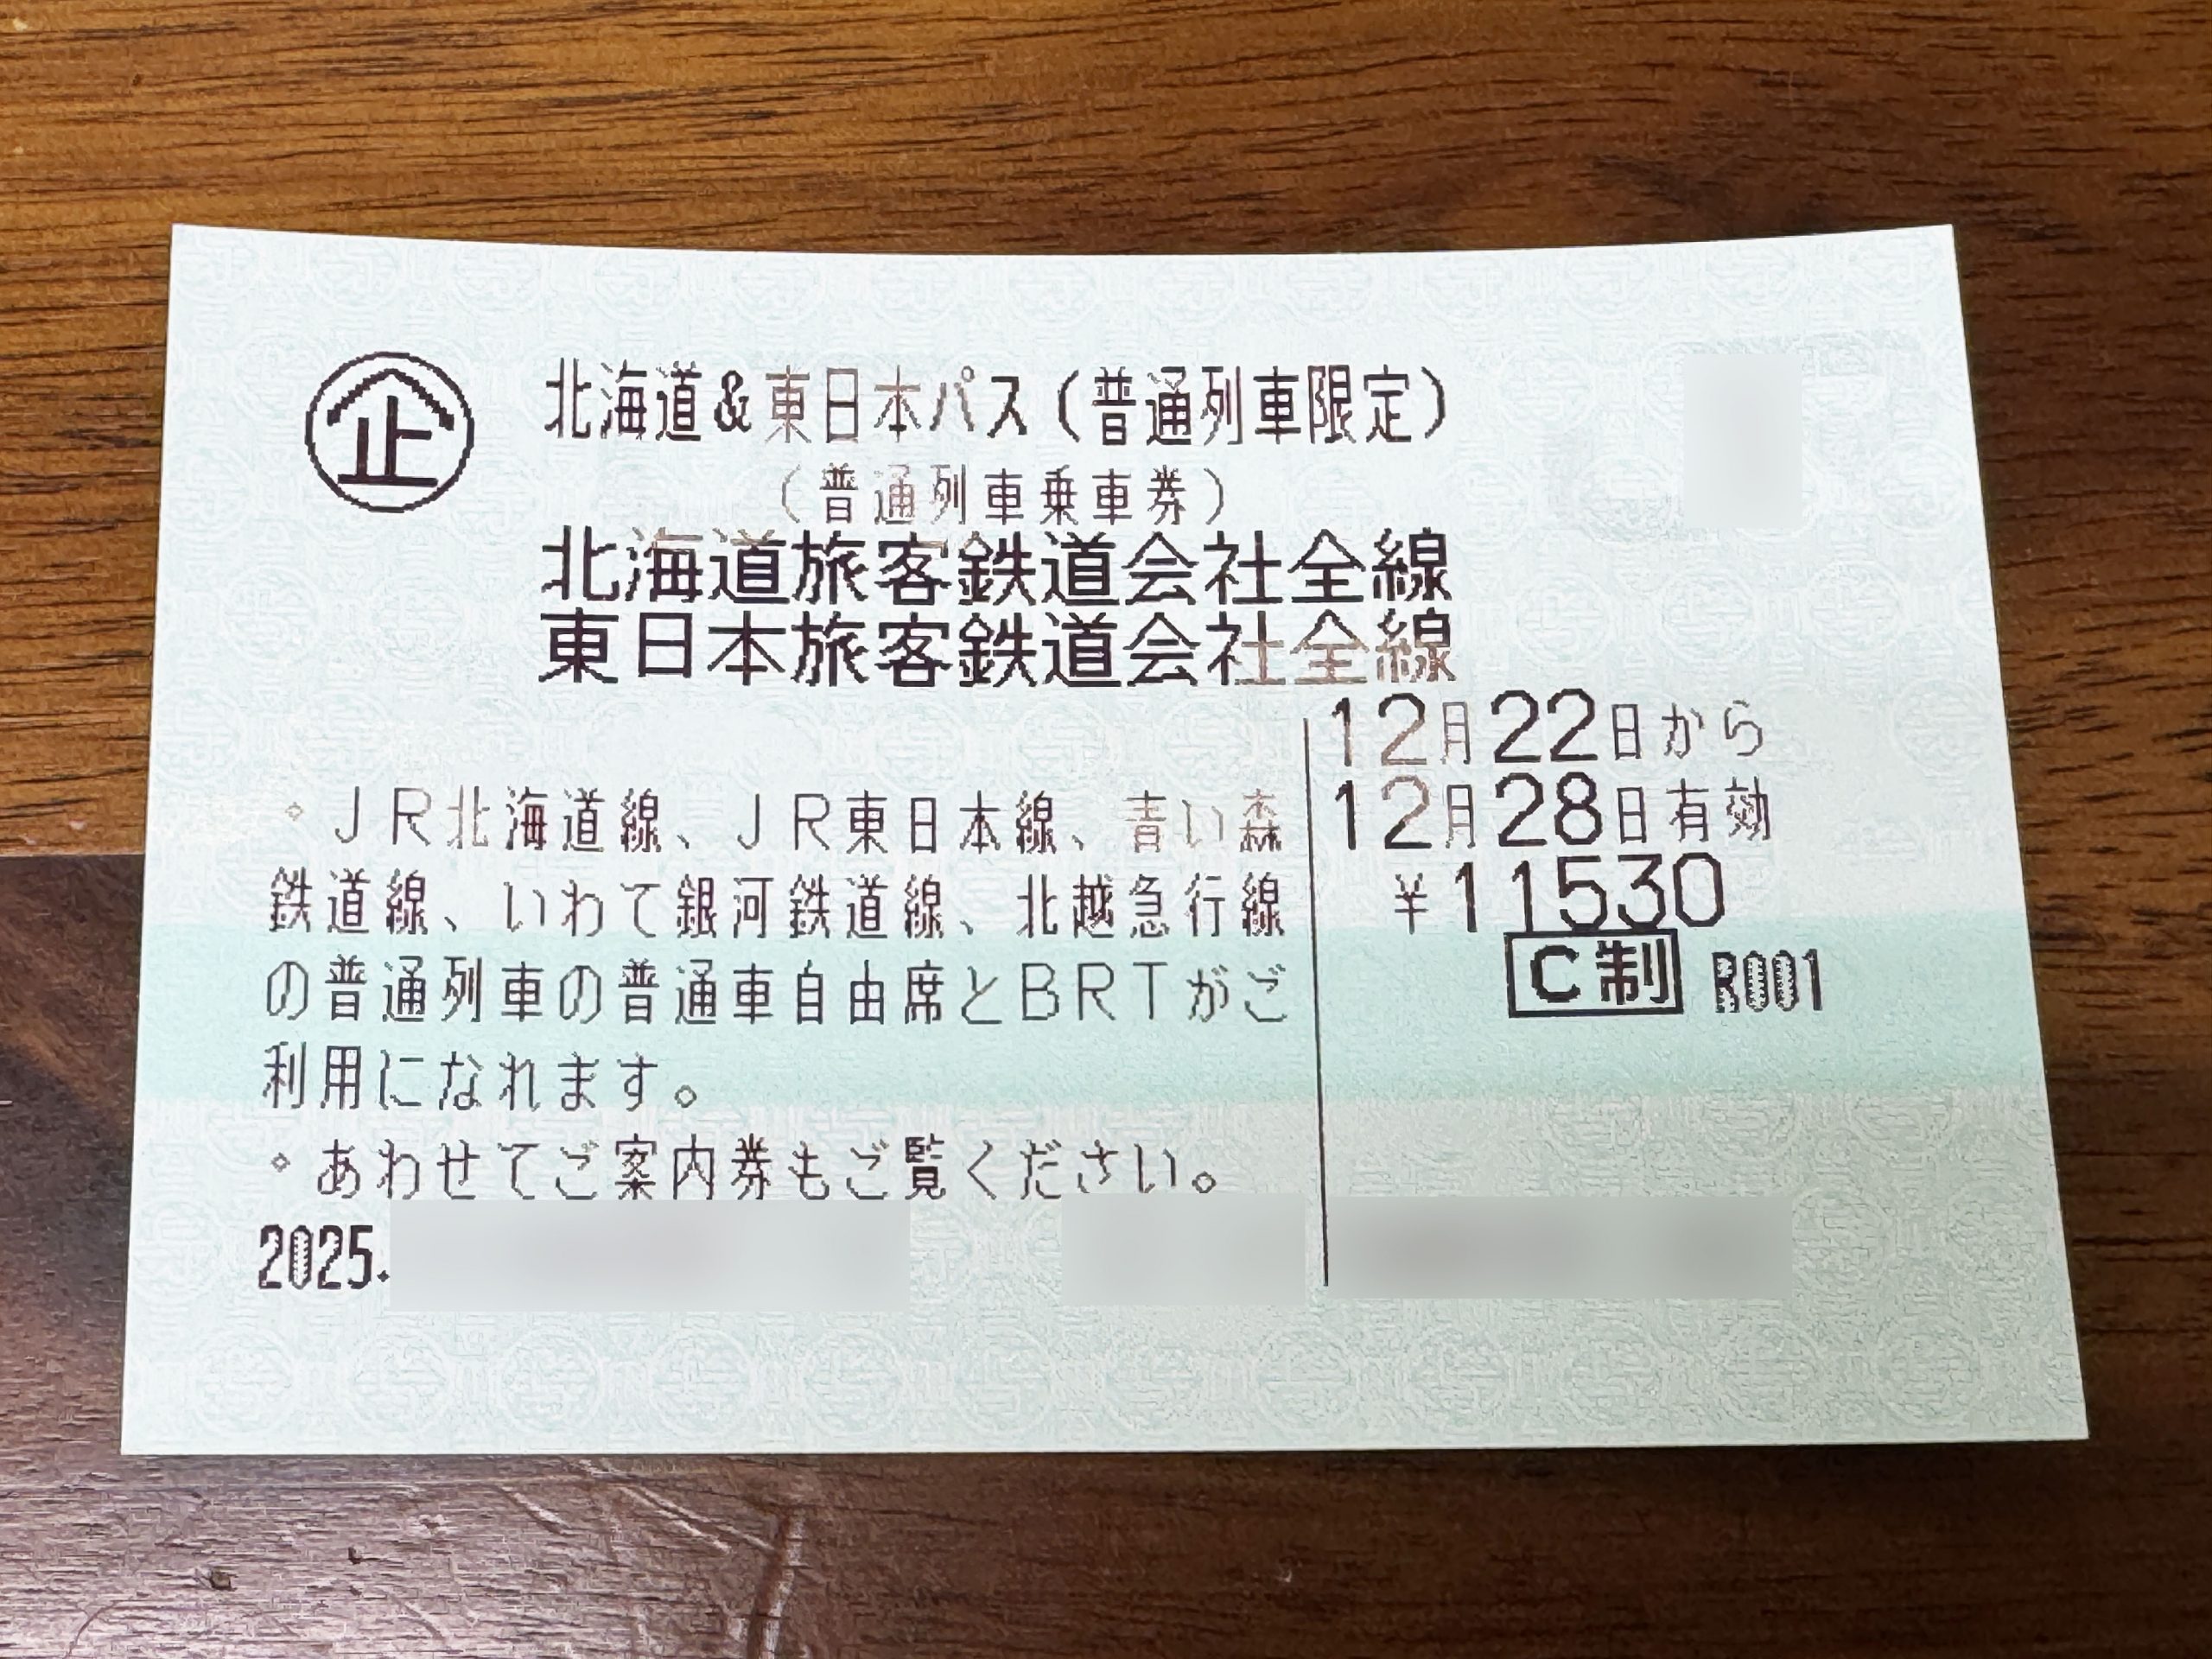 企 北海道&東日本パス(普通列車限定)
(普通列車乗車券)
北海道旅客鉄道会社全線
東日本旅客鉄道会社全線
12月22日から
12月28日有効
¥11530
C制 R001
◦JR北海道線、JR東日本線、青い森
鉄道線、いわて銀河鉄道線、北越急行線
の普通列車の普通車自由席とBRTがご
利用になれます。
◦あわせてご案内券もご覧ください。
2025.